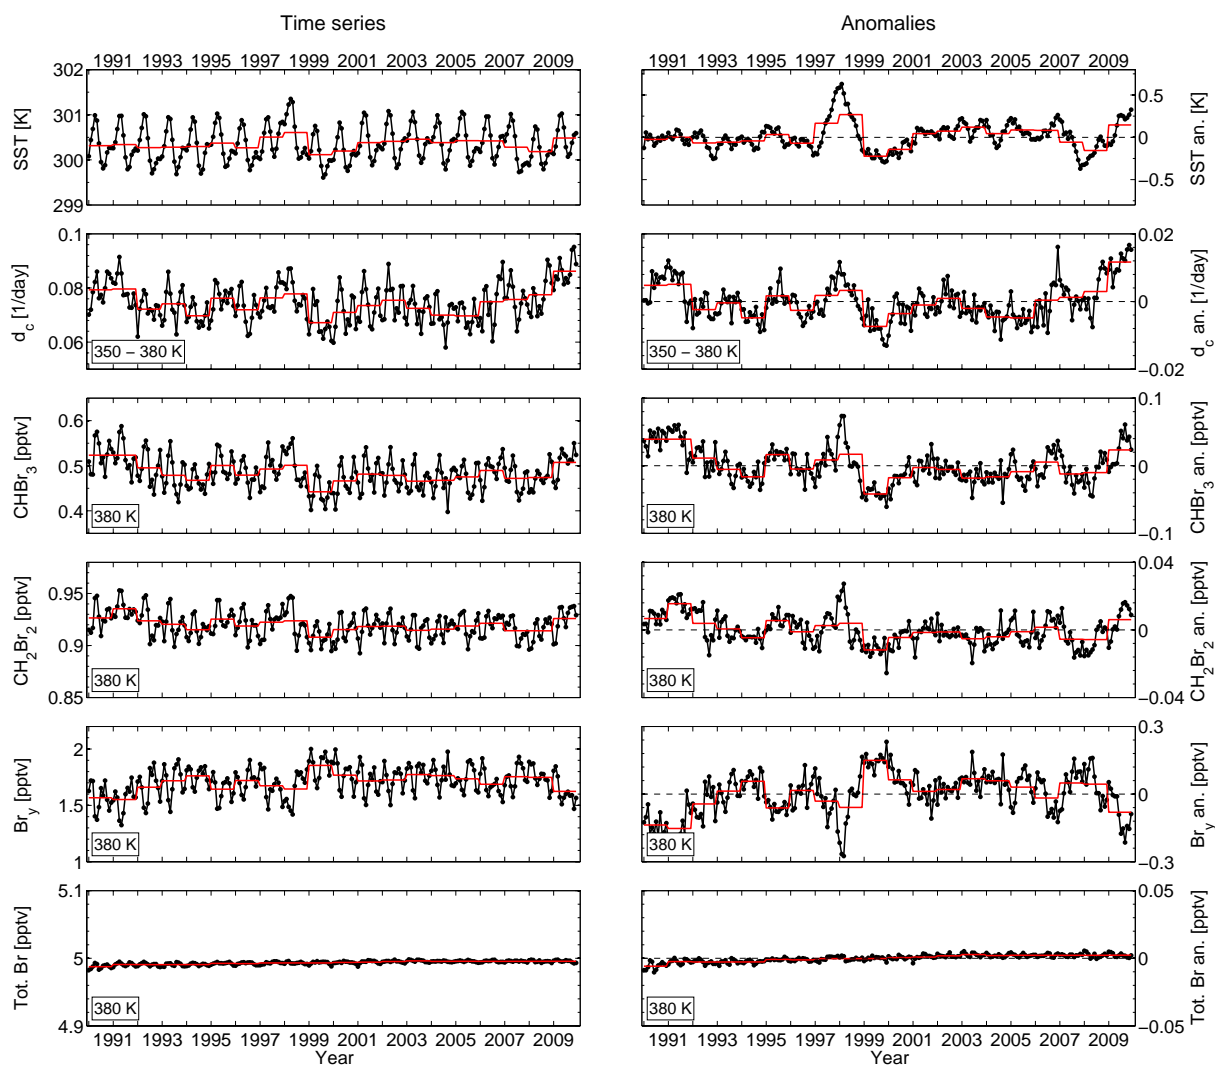 Time series Anomalies
1991 1993 1995 1997 1999 2001 2003 2005 2007 2009 1991 1993 1995 1997 1999 2001 2003 2005 2007 2009
302
301
300
299
SST [K]
0.5
0
−0.5
SST an. [K]
0.1
0.08
0.06
d_c [1/day]
350 − 380 K
0.02
0
−0.02
d_c an. [1/day]
350 − 380 K
0.6
0.5
0.4
CHBr_3 [pptv]
380 K
0.1
0
−0.1
CHBr_3 an. [pptv]
380 K
0.95
0.9
0.85
CH_2Br_2 [pptv]
380 K
0.04
0
−0.04
CH_2Br_2 an. [pptv]
380 K
2
1.5
1
Br_y [pptv]
380 K
0.3
0
−0.3
Br_y an. [pptv]
380 K
5.1
5
4.9
Tot. Br [pptv]
380 K
0.05
0
−0.05
Tot. Br an. [pptv]
380 K
1991 1993 1995 1997 1999 2001 2003 2005 2007 2009 1991 1993 1995 1997 1999 2001 2003 2005 2007 2009
Year Year